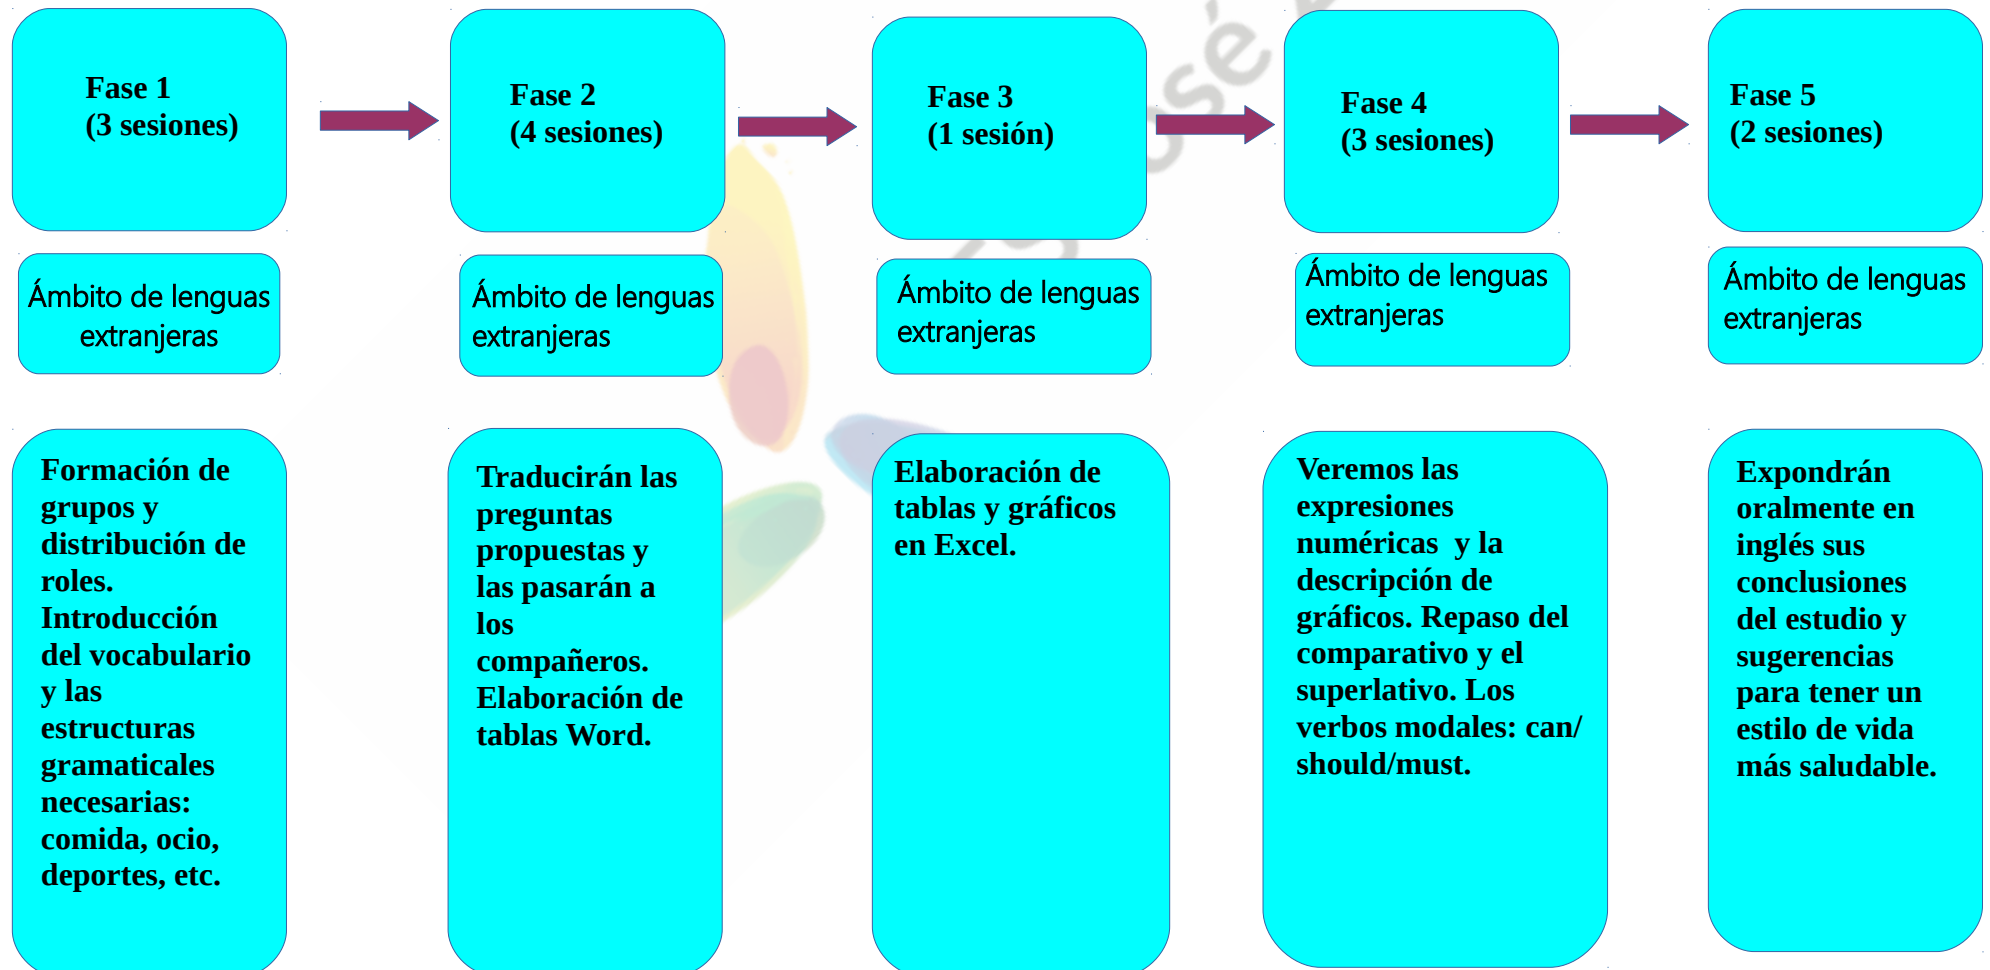 Fase 1
(3 sesiones)
Fase 2
(4 sesiones)
Fase 3
(1 sesión)
Fase 4
(3 sesiones)
Fase 5
(2 sesiones)
Ámbito de lenguas
extranjeras
Ámbito de lenguas
extranjeras
Ámbito de lenguas
extranjeras
Ámbito de lenguas
extranjeras
Ámbito de lenguas
extranjeras
Formación de
grupos y
distribución de
roles.
Introducción
del vocabulario
y las
estructuras
gramaticales
necesarias:
comida, ocio,
deportes, etc.
Traducirán las
preguntas
propuestas y
las pasarán a
los
compañeros.
Elaboración de
tablas Word.
Elaboración de
tablas y gráficos
en Excel.
Veremos las
expresiones
numéricas y la
descripción de
gráficos. Repaso del
comparativo y el
superlativo. Los
verbos modales: can/
should/must.
Expondrán
oralmente en
inglés sus
conclusiones
del estudio y
sugerencias
para tener un
estilo de vida
más saludable.